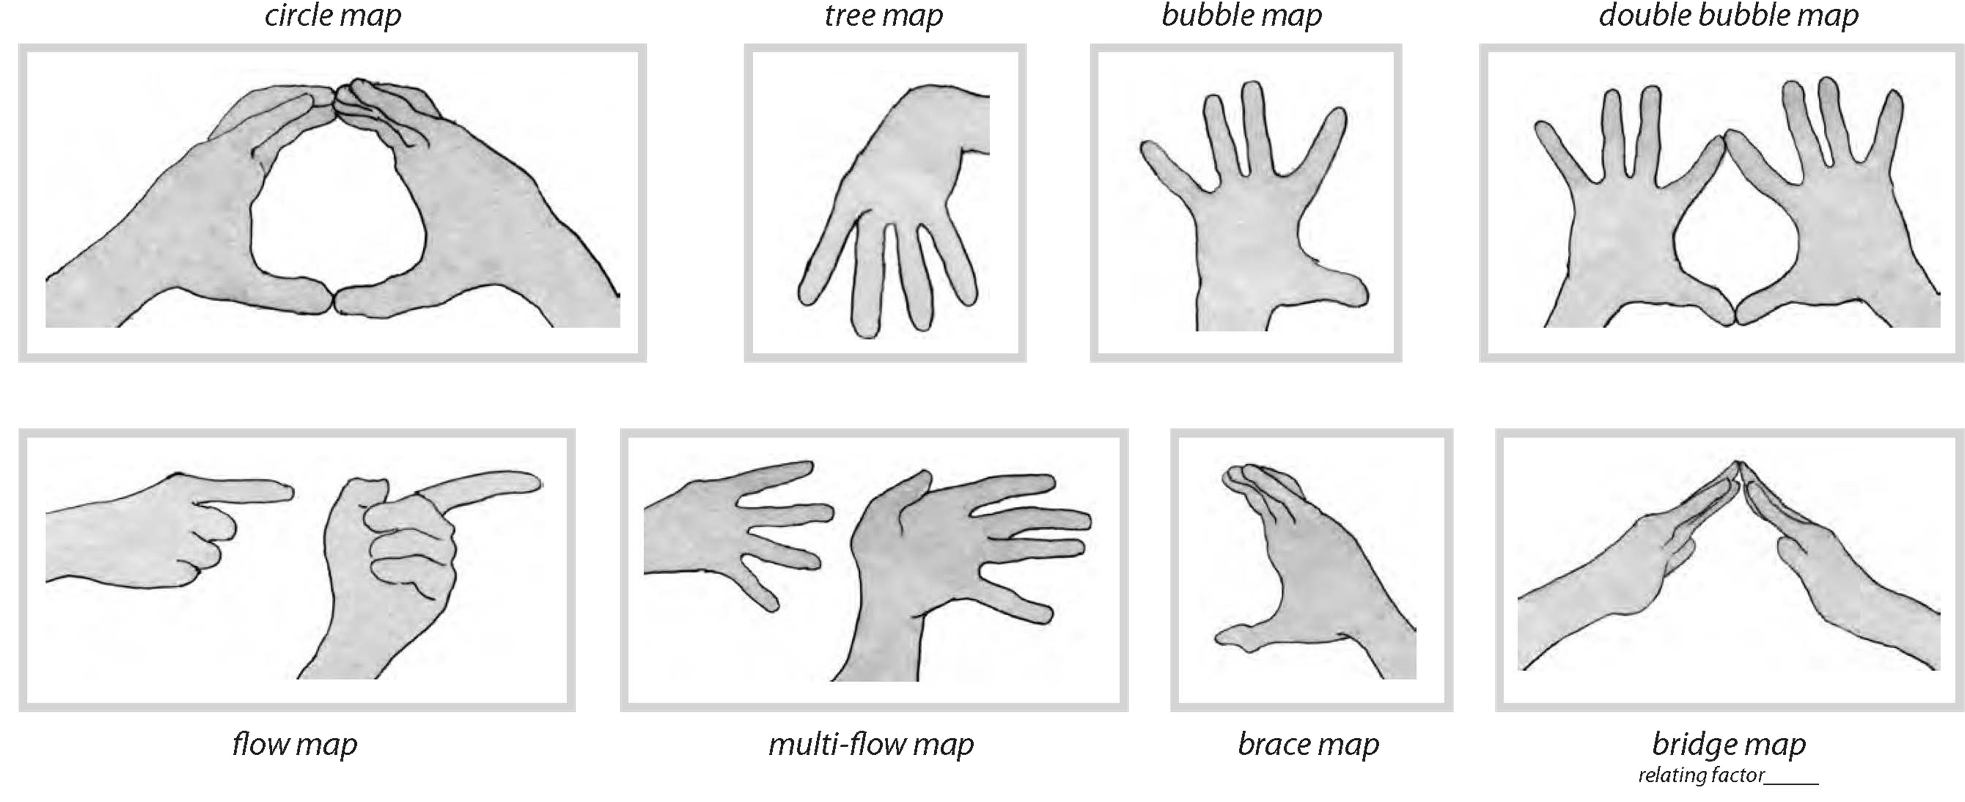 circle map
tree map
bubble map
double bubble map
flow map
multi-flow map
brace map
bridge map
relating factor_____